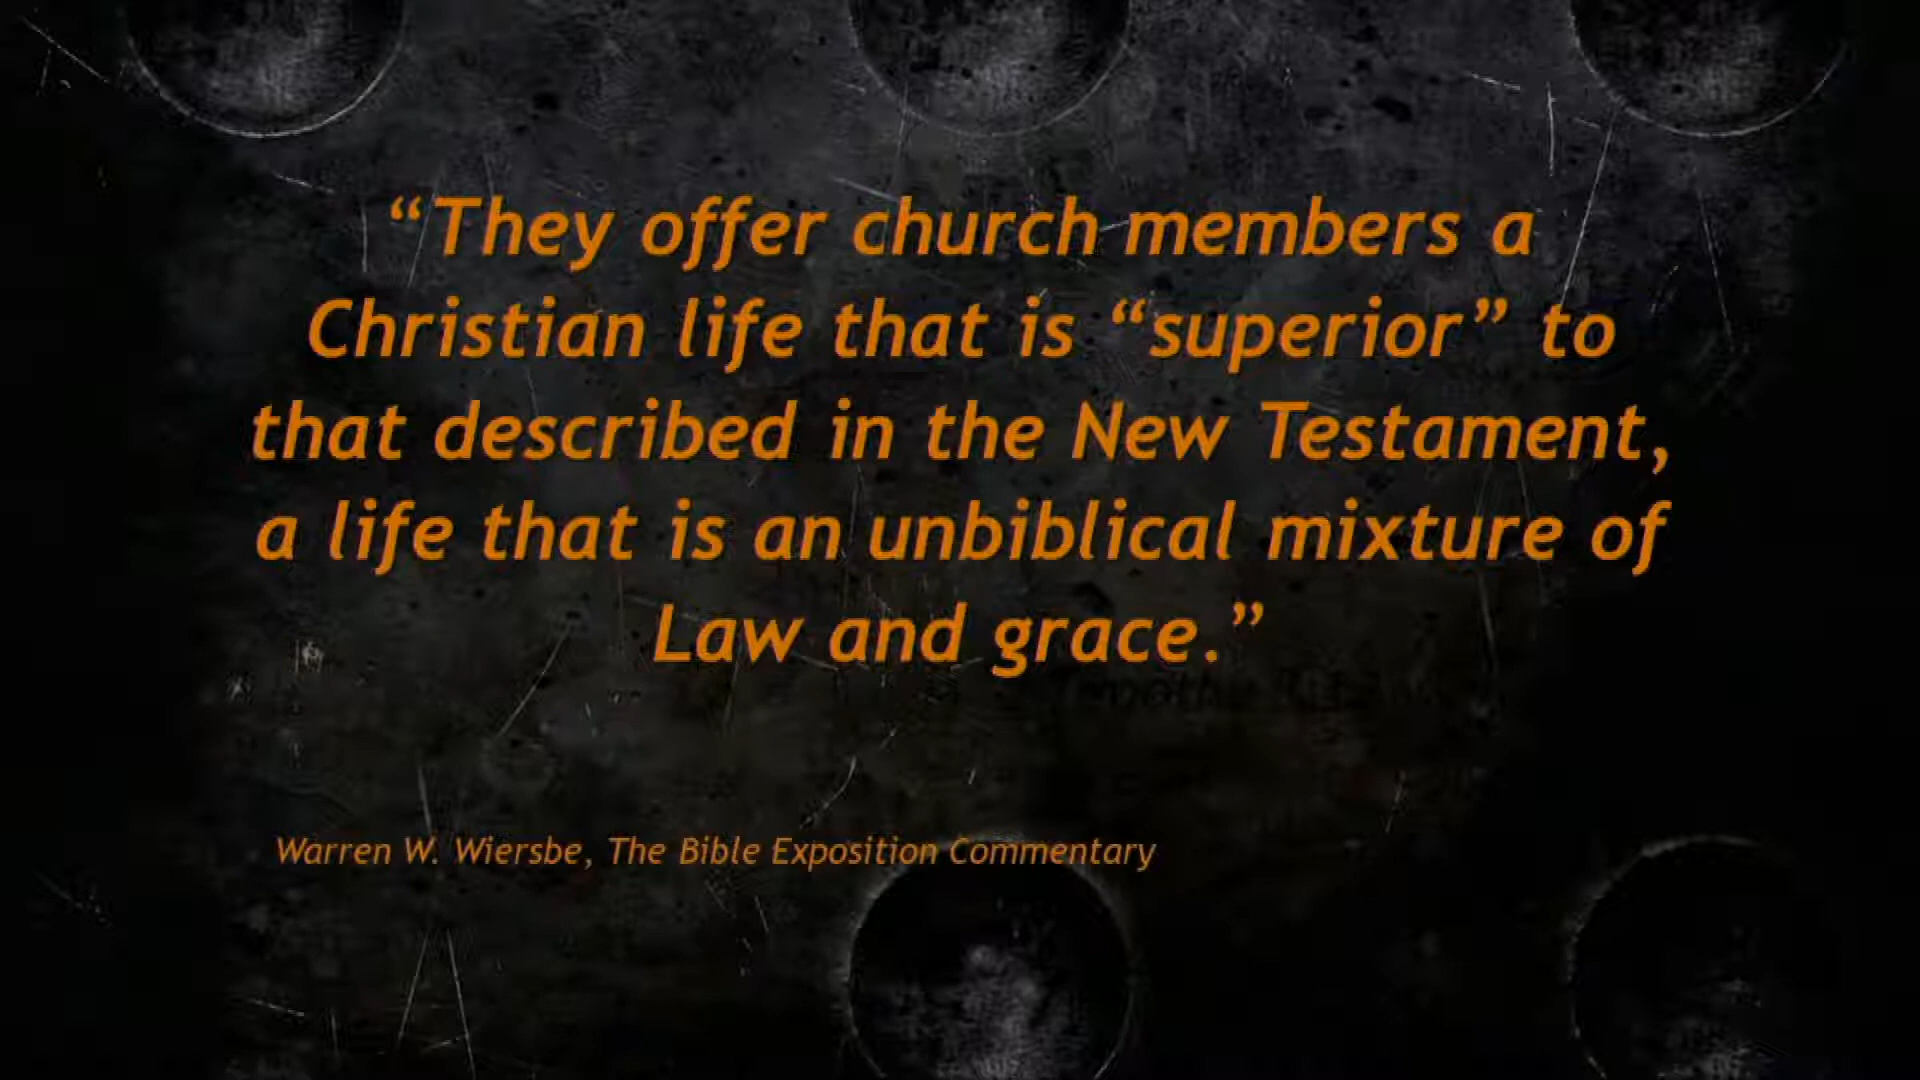 “They offer church members a
Christian life that is “superior” to
that described in the New Testament,
a life that is an unbiblical mixture of
Law and grace.”
Warren W. Wiersbe, The Bible Exposition Commentary